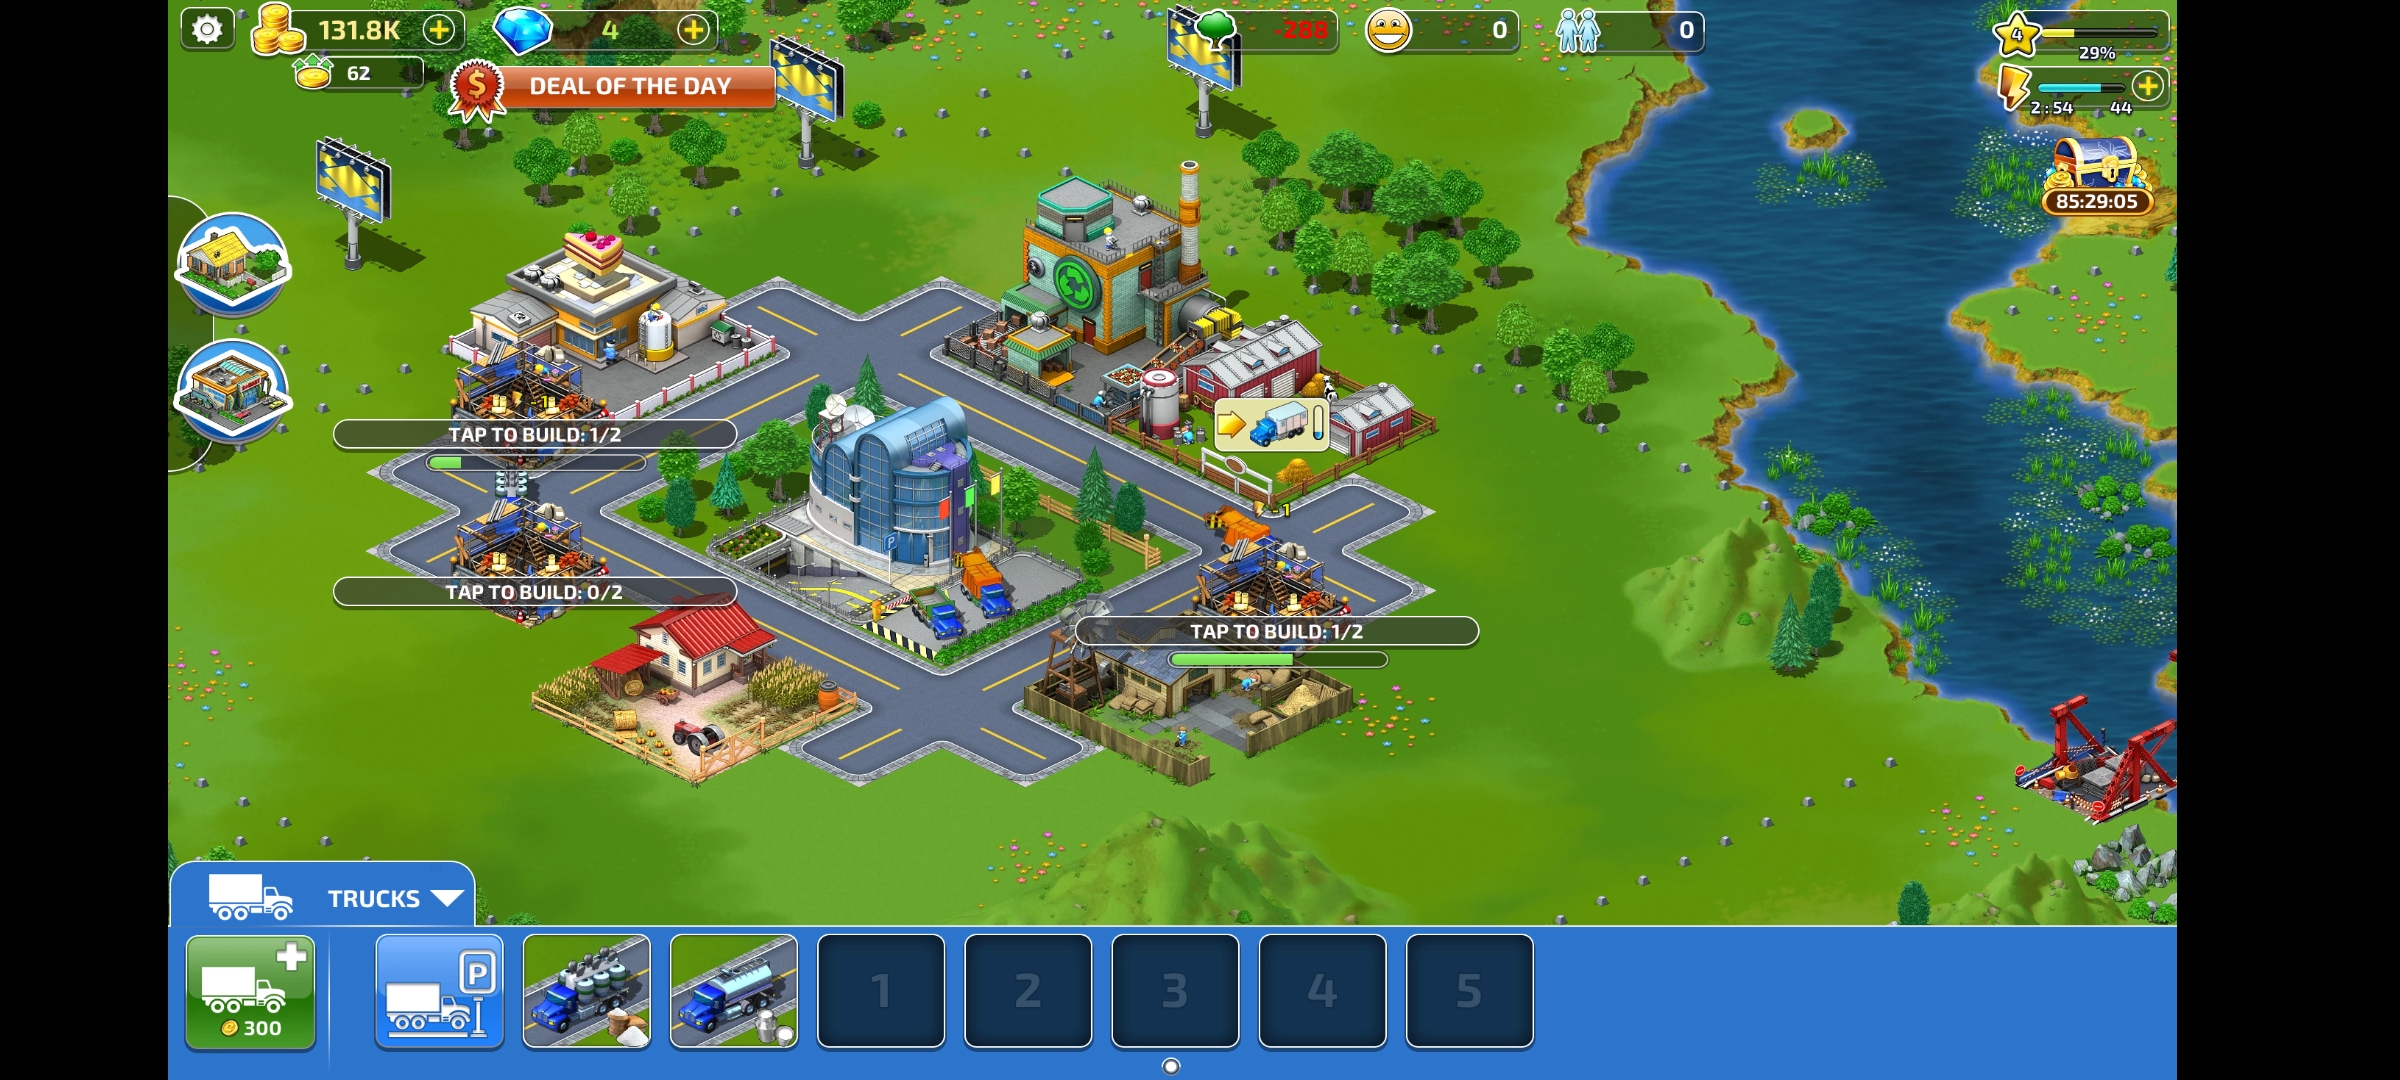 131.8K
4
-288
0
0
4
29%
62
DEAL OF THE DAY
2:54
44
85:29:05
TAP TO BUILD: 1/2
-1
TAP TO BUILD: 0/2
P
TAP TO BUILD: 1/2
TRUCKS
300
P
1
2
3
4
5